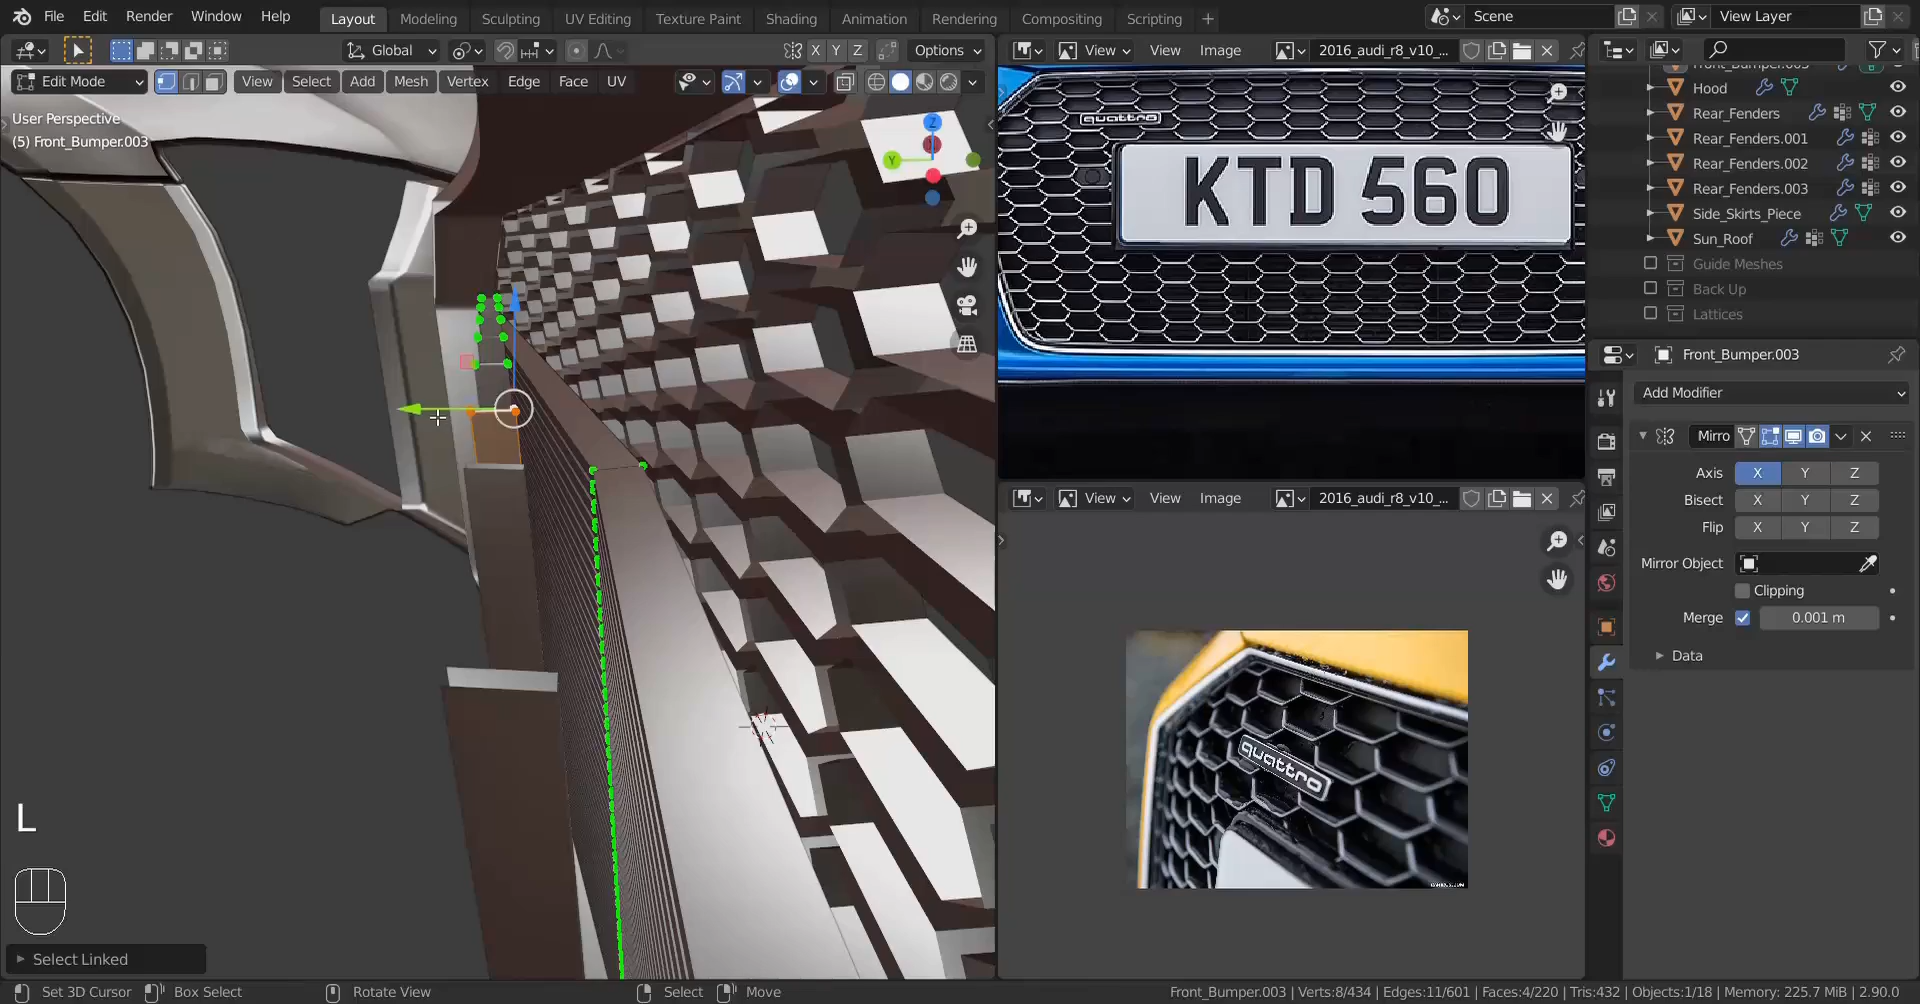 File Edit Render Window Help Layout Modeling Sculpting UV Editing Texture Paint Shading Animation Rendering Compositing Scripting + Scene View Layer
Global X Y Z Options View View Image 2016_audi_r8_v10_...
Edit Mode View Select Add Mesh Vertex Edge Face UV
User Perspective
(5) Front_Bumper.003
Z
Y
quattro
KTD 560
Front_Bumper.003
Hood
Rear_Fenders
Rear_Fenders.001
Rear_Fenders.002
Rear_Fenders.003
Side_Skirts_Piece
Sun_Roof
Guide Meshes
Back Up
Lattices
Front_Bumper.003
Add Modifier
Mirro
Axis X Y Z
Bisect X Y Z
Flip X Y Z
Mirror Object
Clipping
Merge 0.001 m
Data
View View Image 2016_audi_r8_v10_...
quattro
L
Select Linked
Set 3D Cursor Box Select Rotate View Select Move Front_Bumper.003 | Verts:8/434 | Edges:11/601 | Faces:4/220 | Tris:432 | Objects:1/18 | Memory: 225.7 MiB | 2.90.0